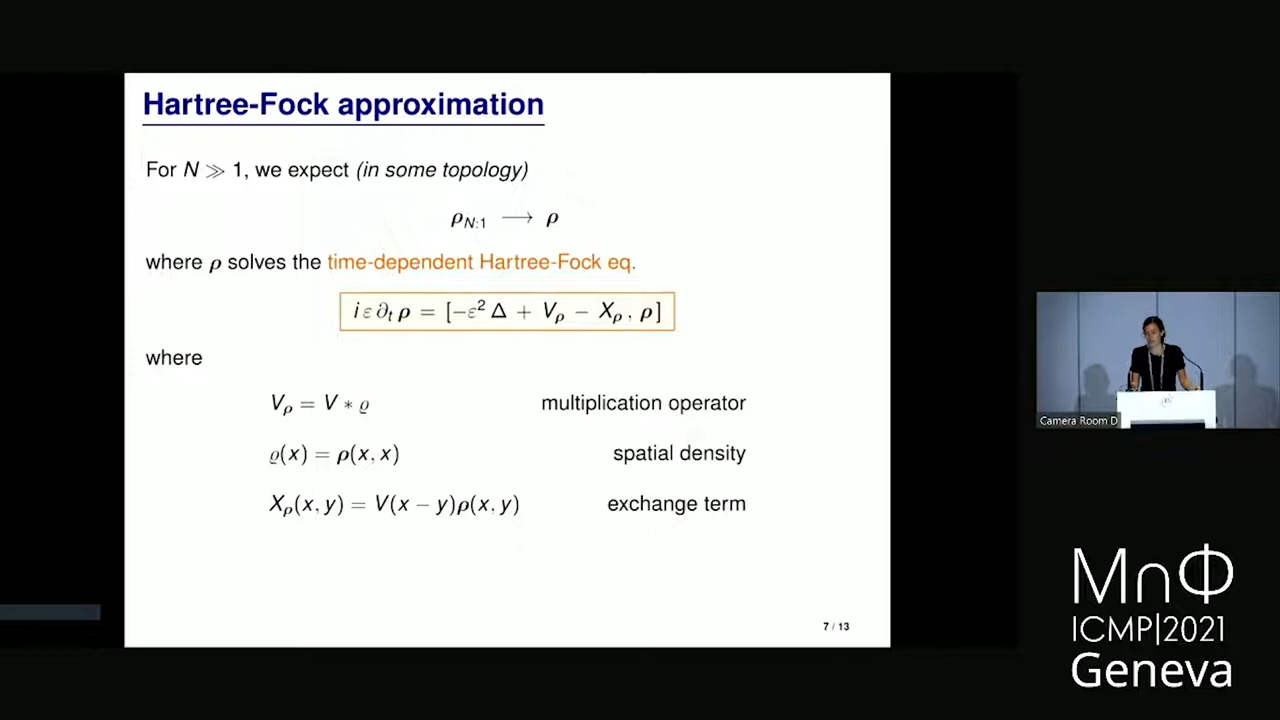 Hartree-Fock approximation
For N ≫ 1, we expect (in some topology)
ρ_{N:1} ⟶ ρ
where ρ solves the time-dependent Hartree-Fock eq.
i ε ∂_t ρ = [−ε² Δ + V_ρ − X_ρ , ρ]
where
V_ρ = V ∗ ϱ multiplication operator
ϱ(x) = ρ(x, x) spatial density
X_ρ(x, y) = V(x − y)ρ(x, y) exchange term
7 / 13
Camera Room D
M∩Φ
ICMP|2021
Geneva